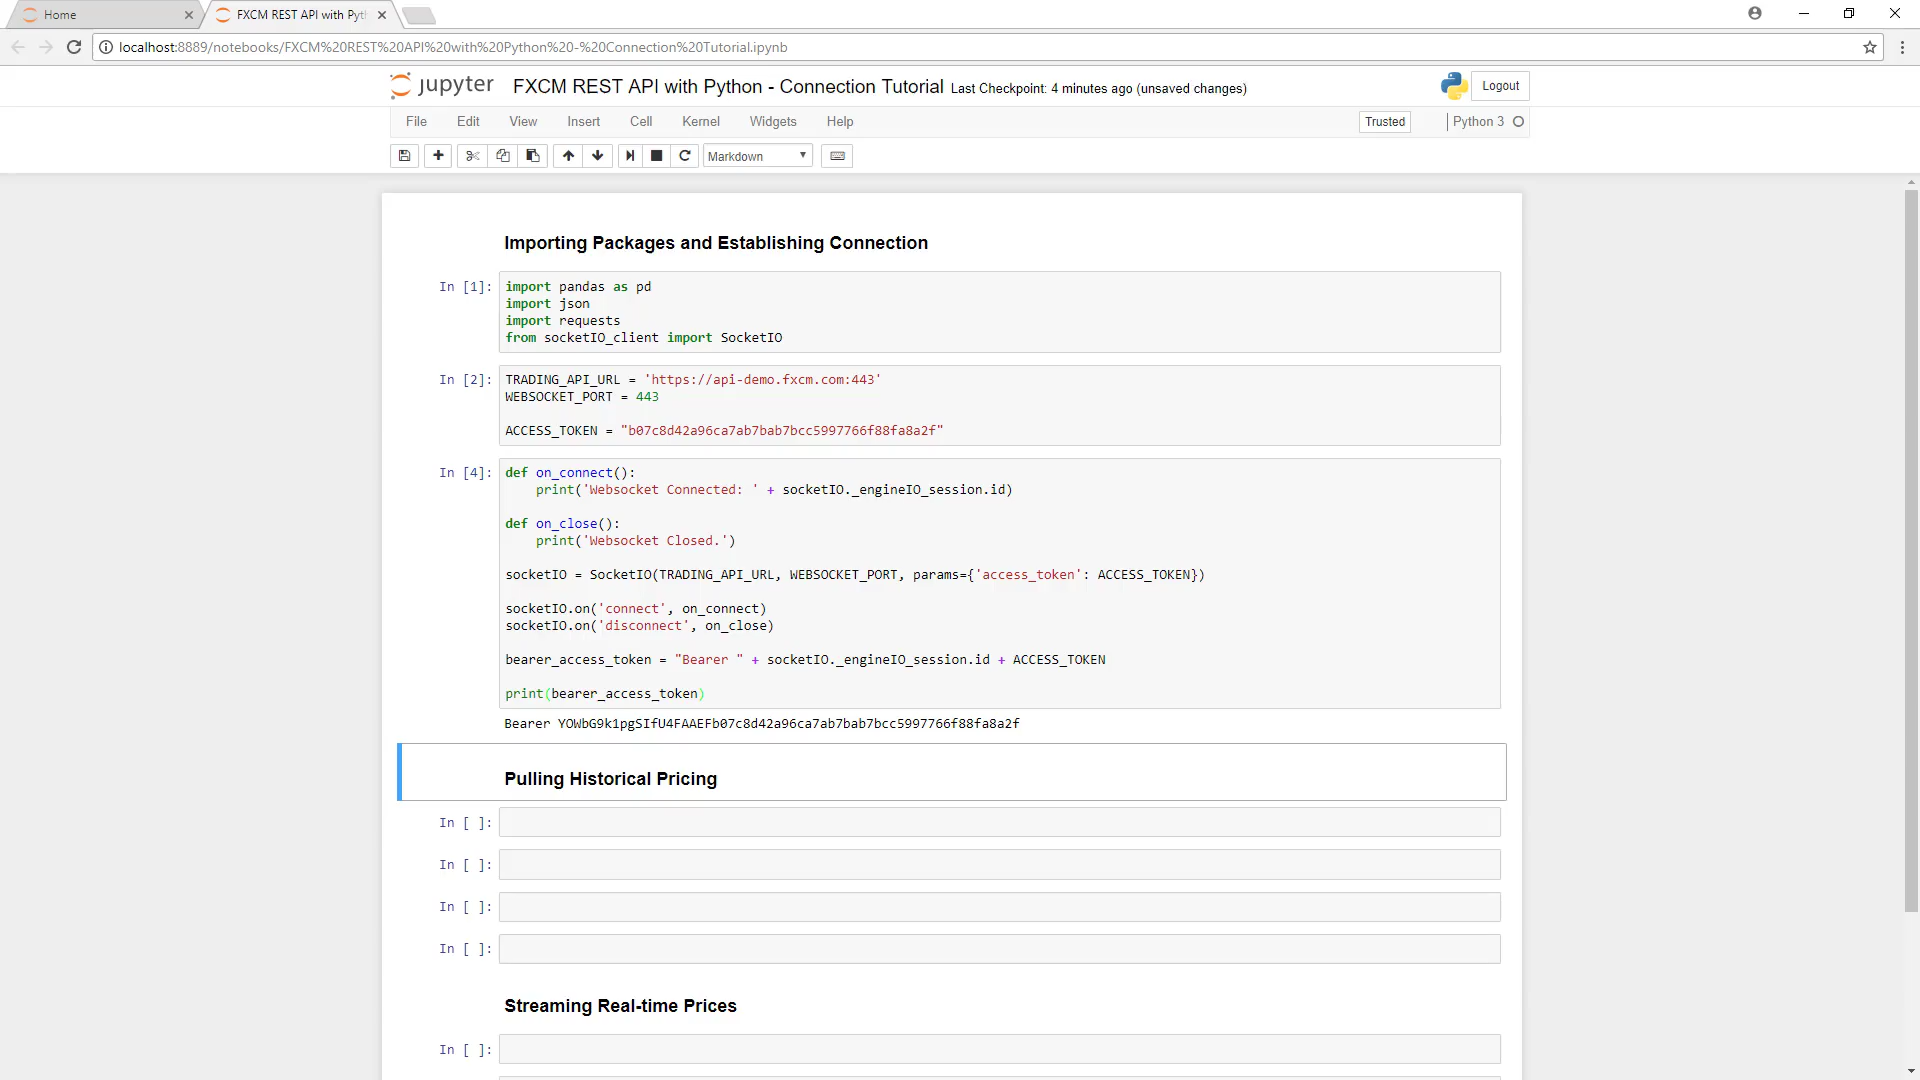 Home
FXCM REST API with Pyth
localhost:8889/notebooks/FXCM%20REST%20API%20with%20Python%20-%20Connection%20Tutorial.ipynb
jupyter FXCM REST API with Python - Connection Tutorial Last Checkpoint: 4 minutes ago (unsaved changes)
Logout
File Edit View Insert Cell Kernel Widgets Help
Trusted
Python 3
Markdown
Importing Packages and Establishing Connection
In [1]: import pandas as pd
import json
import requests
from socketIO_client import SocketIO
In [2]: TRADING_API_URL = 'https://api-demo.fxcm.com:443'
WEBSOCKET_PORT = 443
ACCESS_TOKEN = "b07c8d42a96ca7ab7bab7bcc5997766f88fa8a2f"
In [4]: def on_connect():
print('Websocket Connected: ' + socketIO._engineIO_session.id)
def on_close():
print('Websocket Closed.')
socketIO = SocketIO(TRADING_API_URL, WEBSOCKET_PORT, params={'access_token': ACCESS_TOKEN})
socketIO.on('connect', on_connect)
socketIO.on('disconnect', on_close)
bearer_access_token = "Bearer " + socketIO._engineIO_session.id + ACCESS_TOKEN
print(bearer_access_token)
Bearer YOWbG9k1pgSIfU4FAAEFb07c8d42a96ca7ab7bab7bcc5997766f88fa8a2f
Pulling Historical Pricing
In [ ]:
In [ ]:
In [ ]:
In [ ]:
Streaming Real-time Prices
In [ ]: